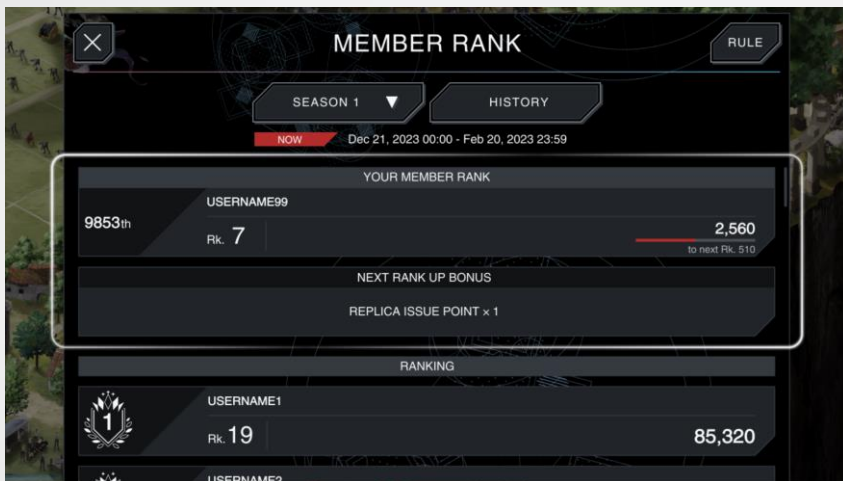 MEMBER RANK
RULE
SEASON 1 ▼
HISTORY
NOW Dec 21, 2023 00:00 - Feb 20, 2023 23:59
YOUR MEMBER RANK
9853th
USERNAME99
Rk. 7
2,560
to next Rk. 510
NEXT RANK UP BONUS
REPLICA ISSUE POINT × 1
RANKING
1
USERNAME1
Rk. 19
85,320
USERNAME2